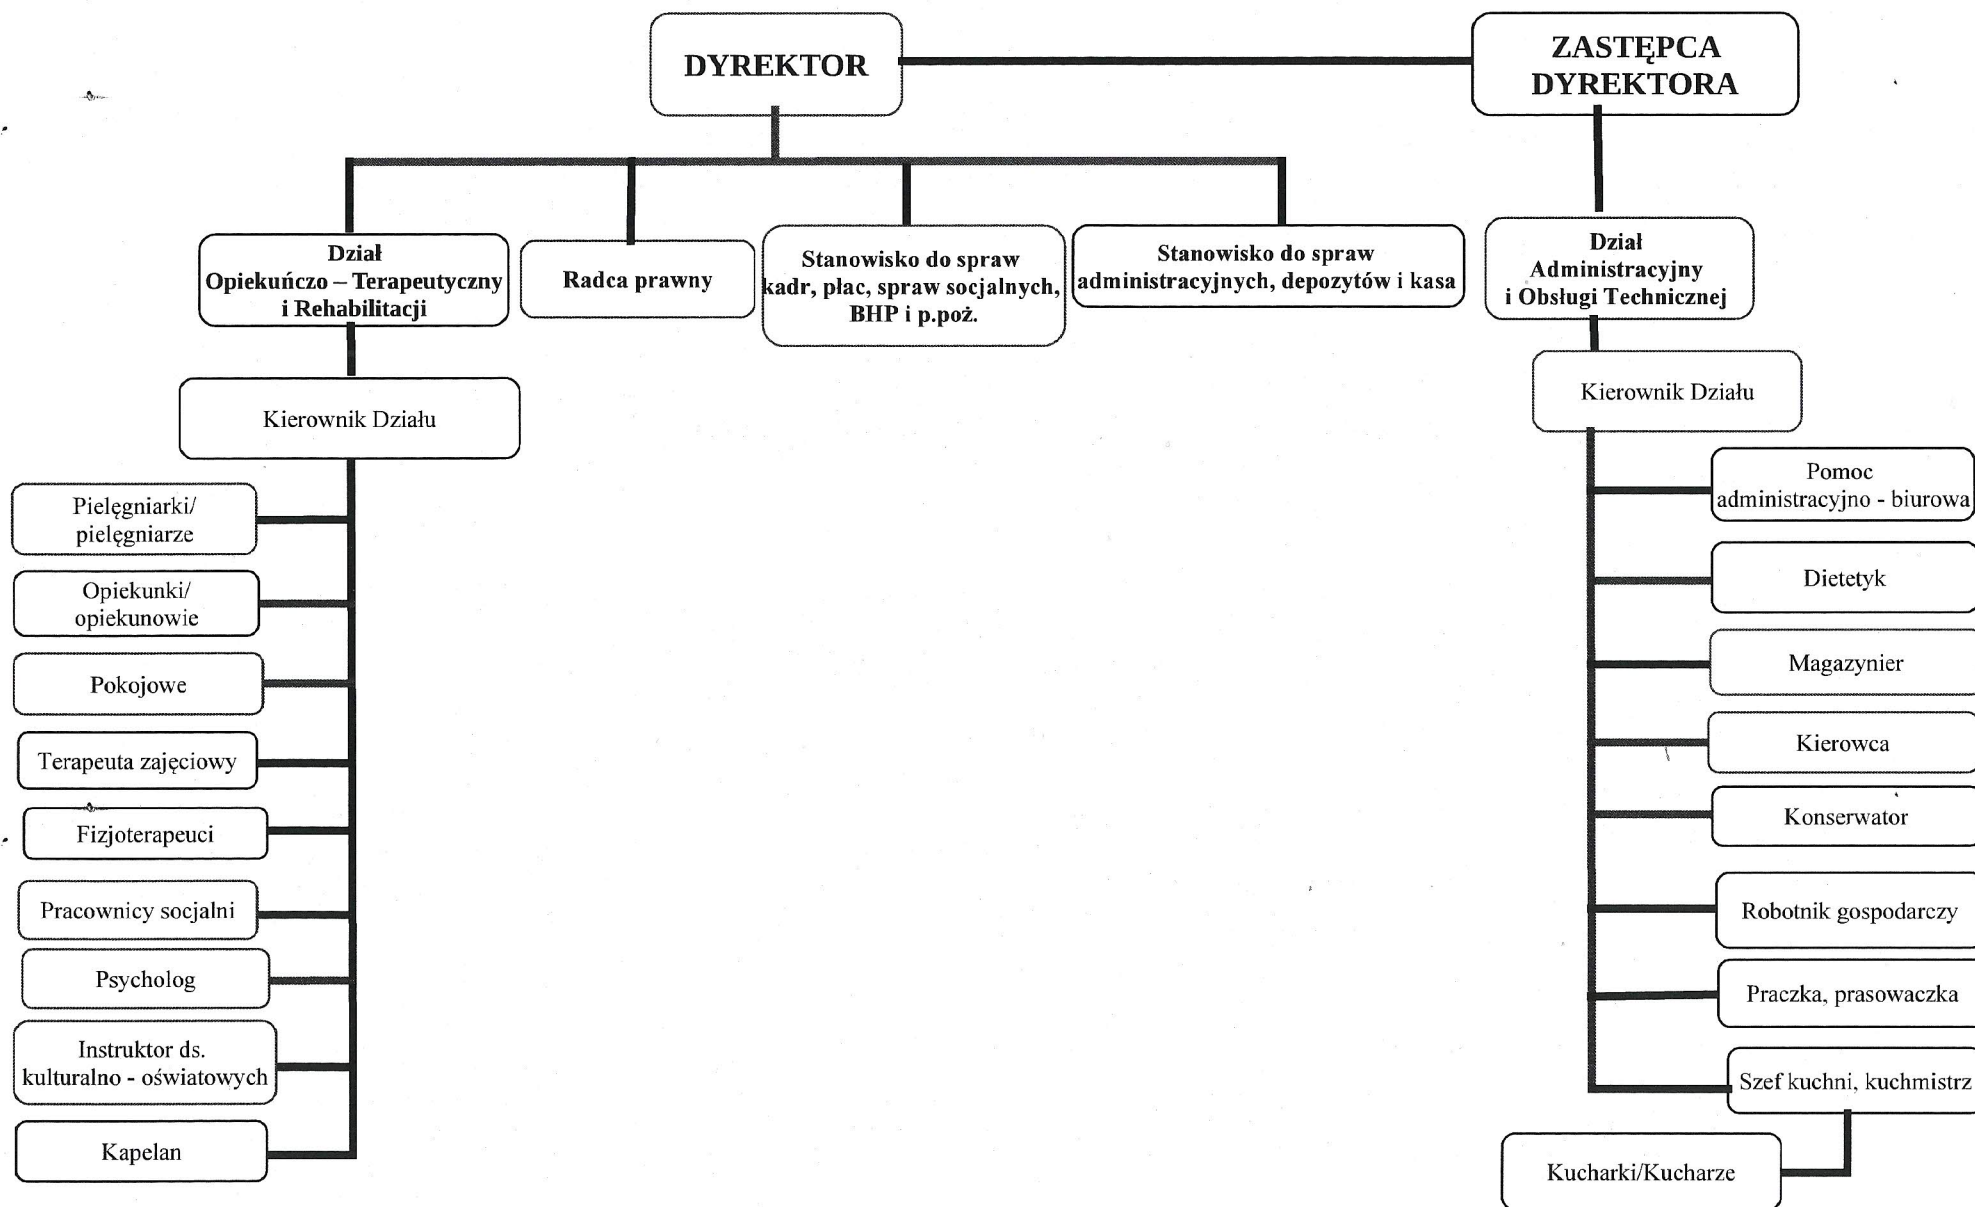 DYREKTOR
ZASTĘPCA
DYREKTORA
Dział
Opiekuńczo – Terapeutyczny
i Rehabilitacji
Radca prawny
Stanowisko do spraw
kadr, płac, spraw socjalnych,
BHP i p.poż.
Stanowisko do spraw
administracyjnych, depozytów i kasa
Dział
Administracyjny
i Obsługi Technicznej
Kierownik Działu
Pielęgniarki/
pielęgniarze
Opiekunki/
opiekunowie
Pokojowe
Terapeuta zajęciowy
Fizjoterapeuci
Pracownicy socjalni
Psycholog
Instruktor ds.
kulturalno - oświatowych
Kapelan
Kierownik Działu
Pomoc
administracyjno - biurowa
Dietetyk
Magazynier
Kierowca
Konserwator
Robotnik gospodarczy
Praczka, prasowaczka
Szef kuchni, kuchmistrz
Kucharki/Kucharze